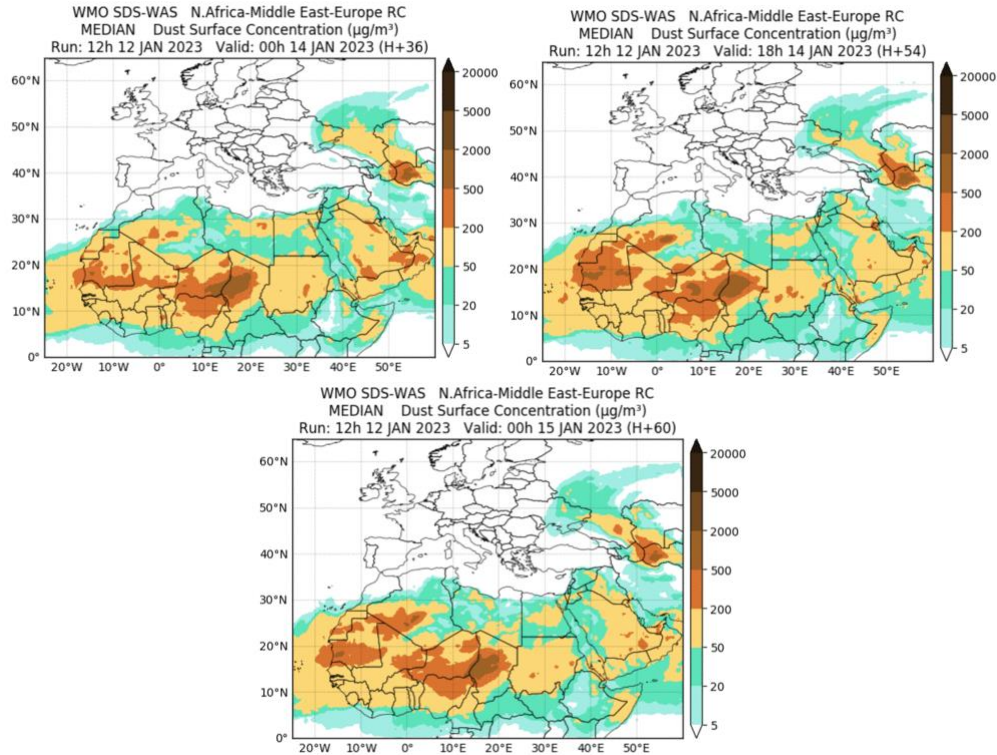 WMO SDS-WAS N.Africa-Middle East-Europe RC
MEDIAN Dust Surface Concentration (µg/m³)
Run: 12h 12 JAN 2023 Valid: 00h 14 JAN 2023 (H+36)
60°N
50°N
40°N
30°N
20°N
10°N
0°
20°W 10°W 0° 10°E 20°E 30°E 40°E 50°E
20000
5000
2000
500
200
50
20
5
WMO SDS-WAS N.Africa-Middle East-Europe RC
MEDIAN Dust Surface Concentration (µg/m³)
Run: 12h 12 JAN 2023 Valid: 18h 14 JAN 2023 (H+54)
60°N
50°N
40°N
30°N
20°N
10°N
0°
20°W 10°W 0° 10°E 20°E 30°E 40°E 50°E
20000
5000
2000
500
200
50
20
5
WMO SDS-WAS N.Africa-Middle East-Europe RC
MEDIAN Dust Surface Concentration (µg/m³)
Run: 12h 12 JAN 2023 Valid: 00h 15 JAN 2023 (H+60)
60°N
50°N
40°N
30°N
20°N
10°N
0°
20°W 10°W 0° 10°E 20°E 30°E 40°E 50°E
20000
5000
2000
500
200
50
20
5